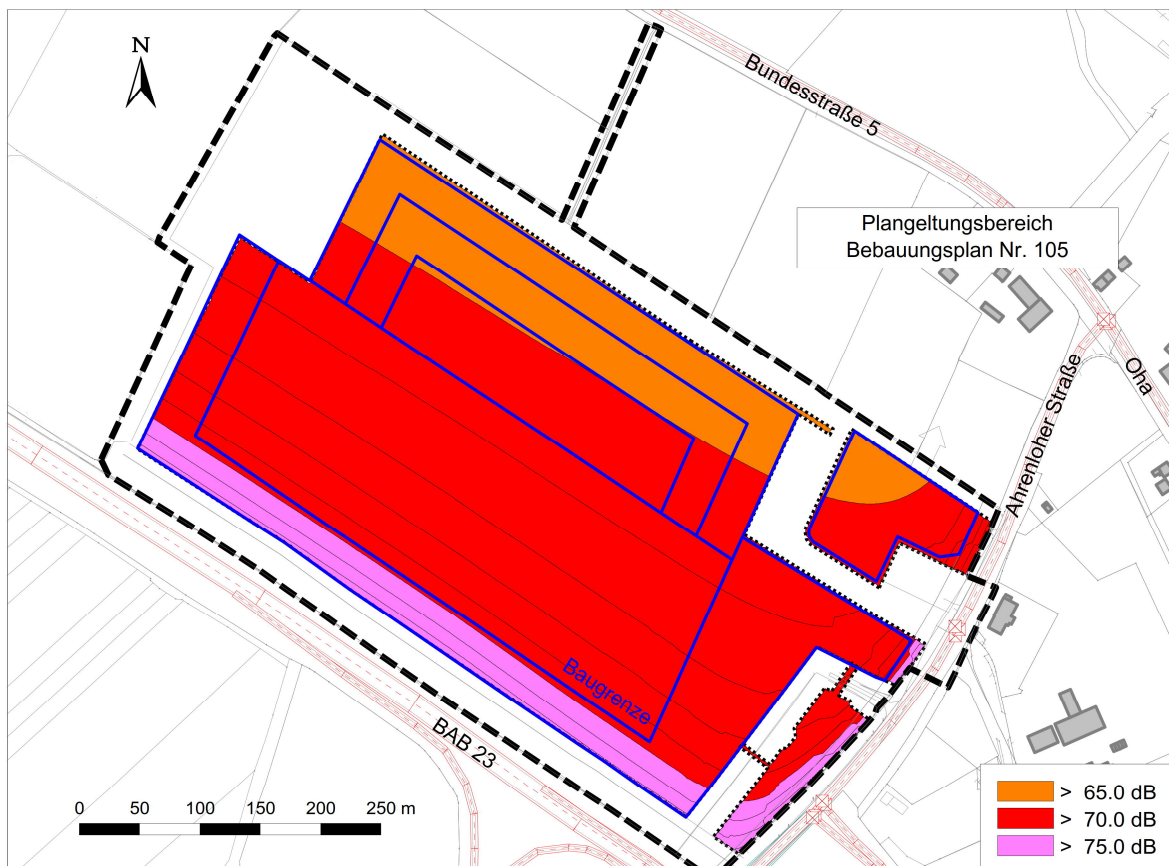 N
Bundesstraße 5
Plangeltungsbereich
Bebauungsplan Nr. 105
Oha
Ahrenloher Straße
Baugrenze
BAB 23
0 50 100 150 200 250 m
> 65.0 dB
> 70.0 dB
> 75.0 dB